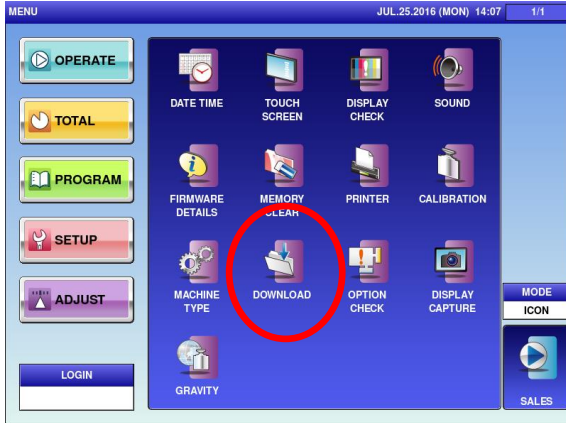 MENU
JUL.25.2016 (MON) 14:07
1/1
OPERATE
TOTAL
PROGRAM
SETUP
ADJUST
LOGIN
DATE TIME
TOUCH
SCREEN
DISPLAY
CHECK
SOUND
FIRMWARE
DETAILS
MEMORY
CLEAR
PRINTER
CALIBRATION
MACHINE
TYPE
DOWNLOAD
OPTION
CHECK
DISPLAY
CAPTURE
GRAVITY
MODE
ICON
SALES